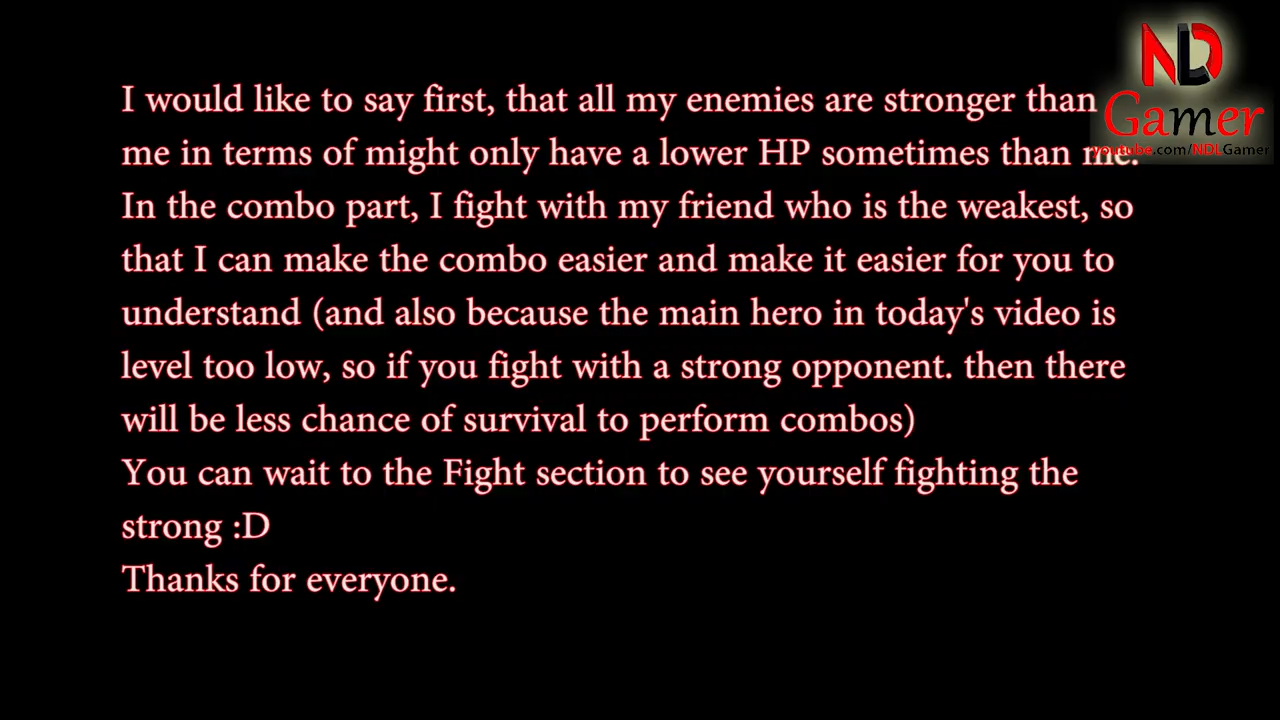 I would like to say first, that all my enemies are stronger than
me in terms of might only have a lower HP sometimes than me.
In the combo part, I fight with my friend who is the weakest, so
that I can make the combo easier and make it easier for you to
understand (and also because the main hero in today's video is
level too low, so if you fight with a strong opponent. then there
will be less chance of survival to perform combos)
You can wait to the Fight section to see yourself fighting the
strong :D
Thanks for everyone.
NDL
Gamer
youtube.com/NDLGamer